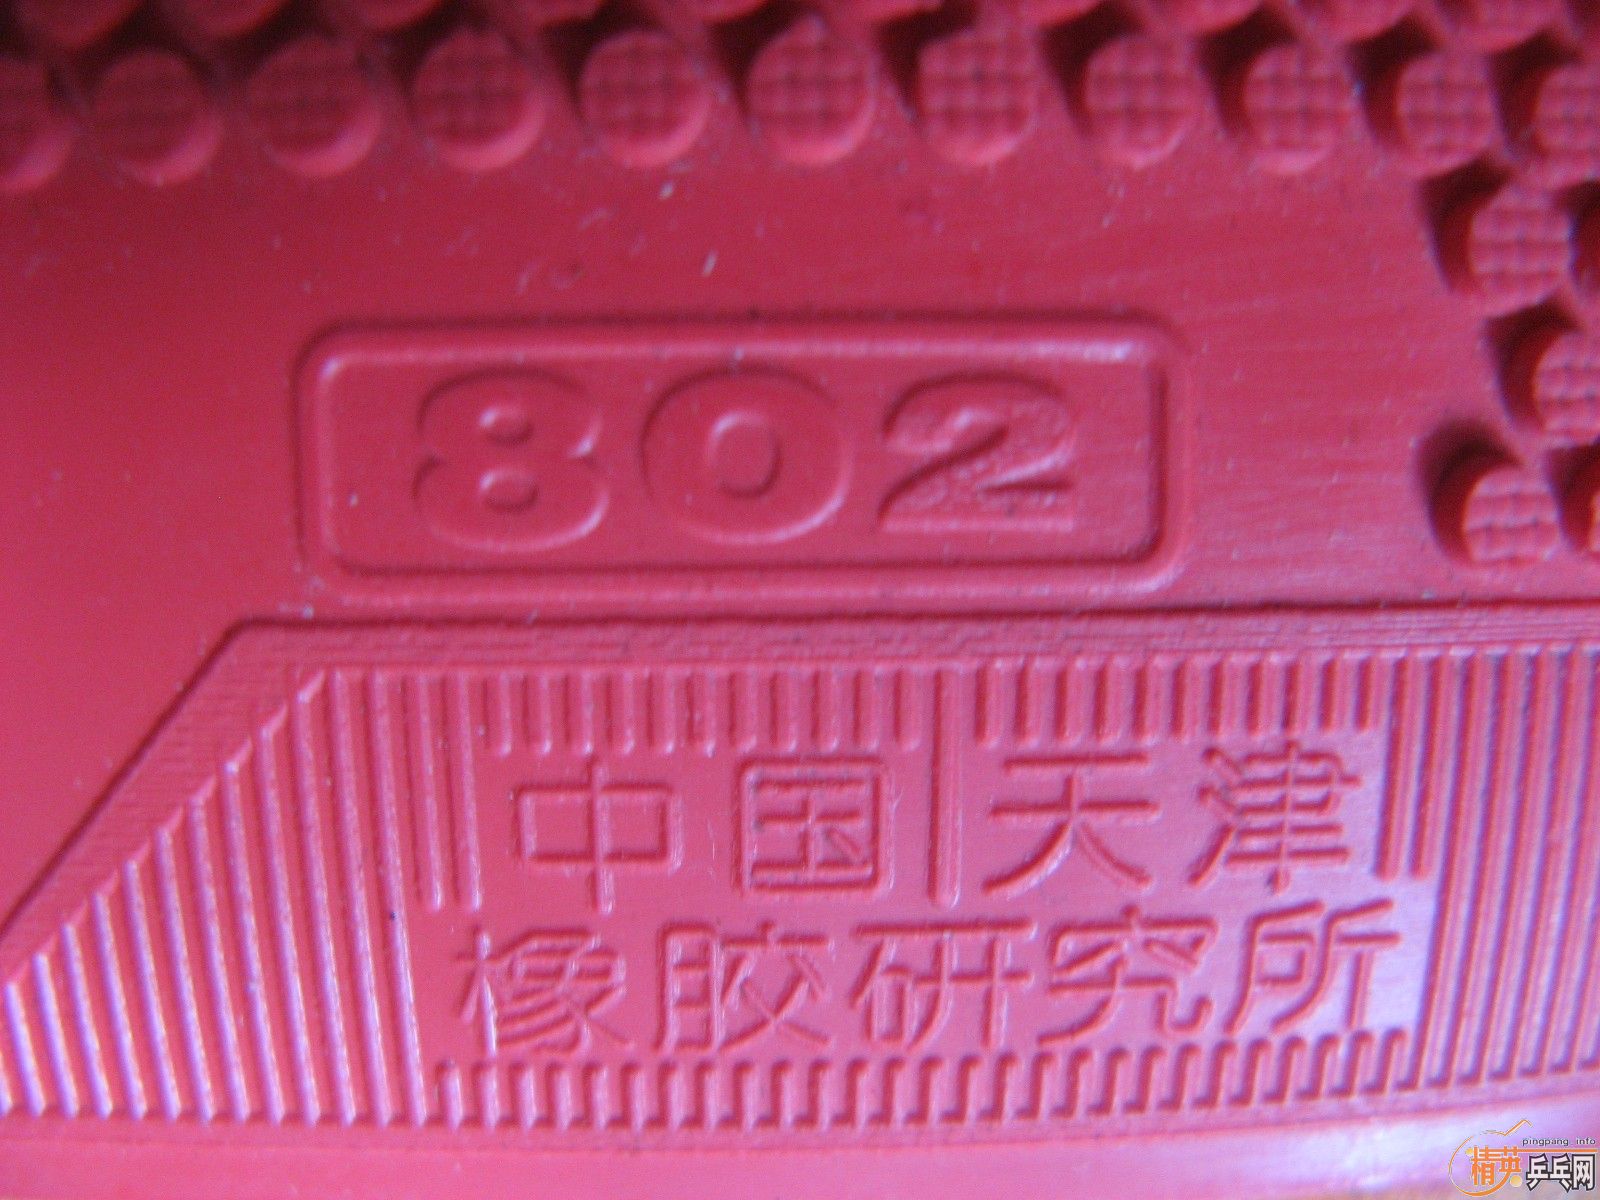 802
中国天津
橡胶研究所
pingpang.info
精英乒乓网